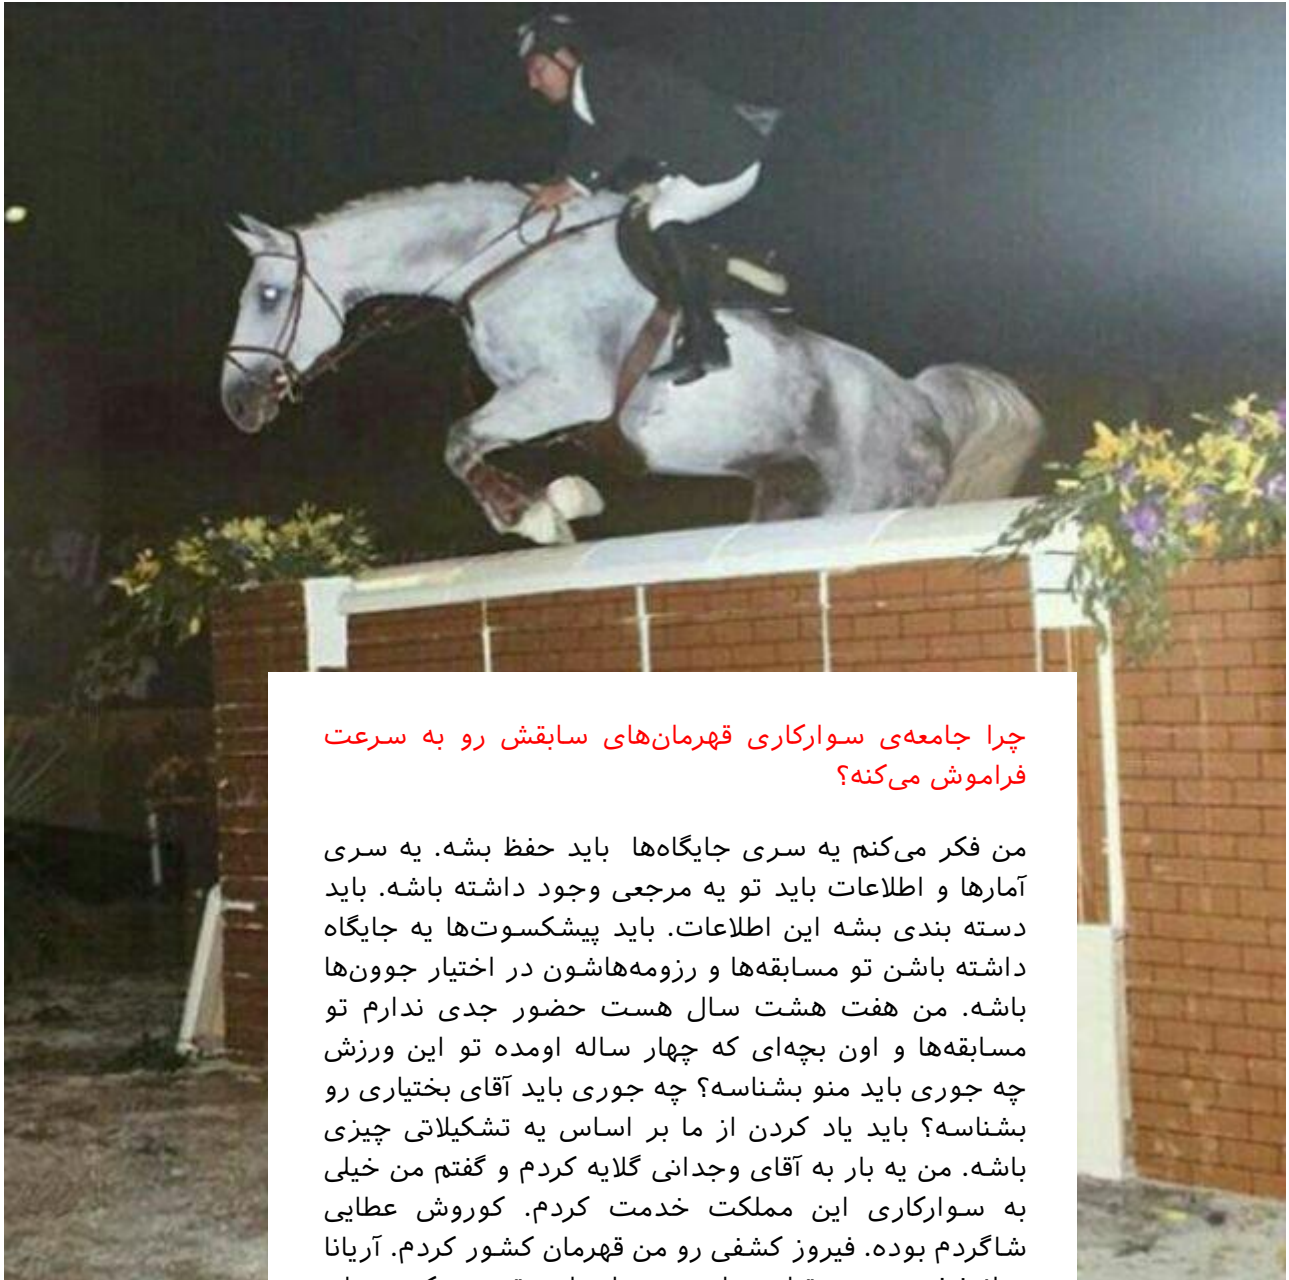 چرا جامعه‌ی سوارکاری قهرمان‌های سابقش رو به سرعت
فراموش می‌کنه؟
من فکر می‌کنم یه سری جایگاه‌ها باید حفظ بشه. یه سری
آمارها و اطلاعات باید تو یه مرجعی وجود داشته باشه. باید
دسته بندی بشه این اطلاعات. باید پیشکسوت‌ها یه جایگاه
داشته باشن تو مسابقه‌ها و رزومه‌هاشون در اختیار جوون‌ها
باشه. من هفت هشت سال هست حضور جدی ندارم تو
مسابقه‌ها و اون بچه‌ای که چهار ساله اومده تو این ورزش
چه جوری باید منو بشناسه؟ چه جوری باید آقای بختیاری رو
بشناسه؟ باید یاد کردن از ما بر اساس یه تشکیلاتی چیزی
باشه. من یه بار به آقای وجدانی گلایه کردم و گفتم من خیلی
به سوارکاری این مملکت خدمت کردم. کوروش عطایی
شاگردم بوده. فیروز کشفی رو من قهرمان کشور کردم. آریانا